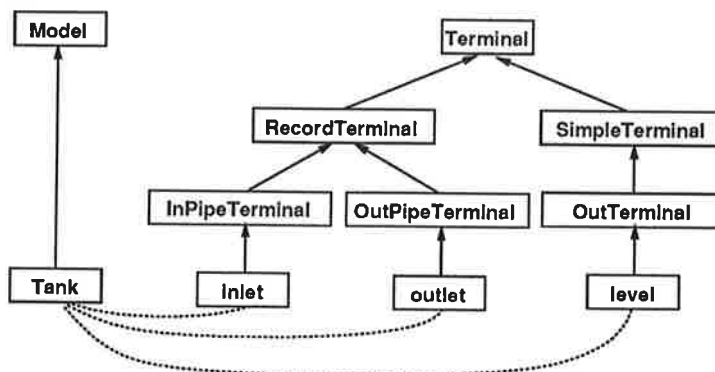 Model
Terminal
RecordTerminal
SimpleTerminal
InPipeTerminal
OutPipeTerminal
OutTerminal
Tank
inlet
outlet
level